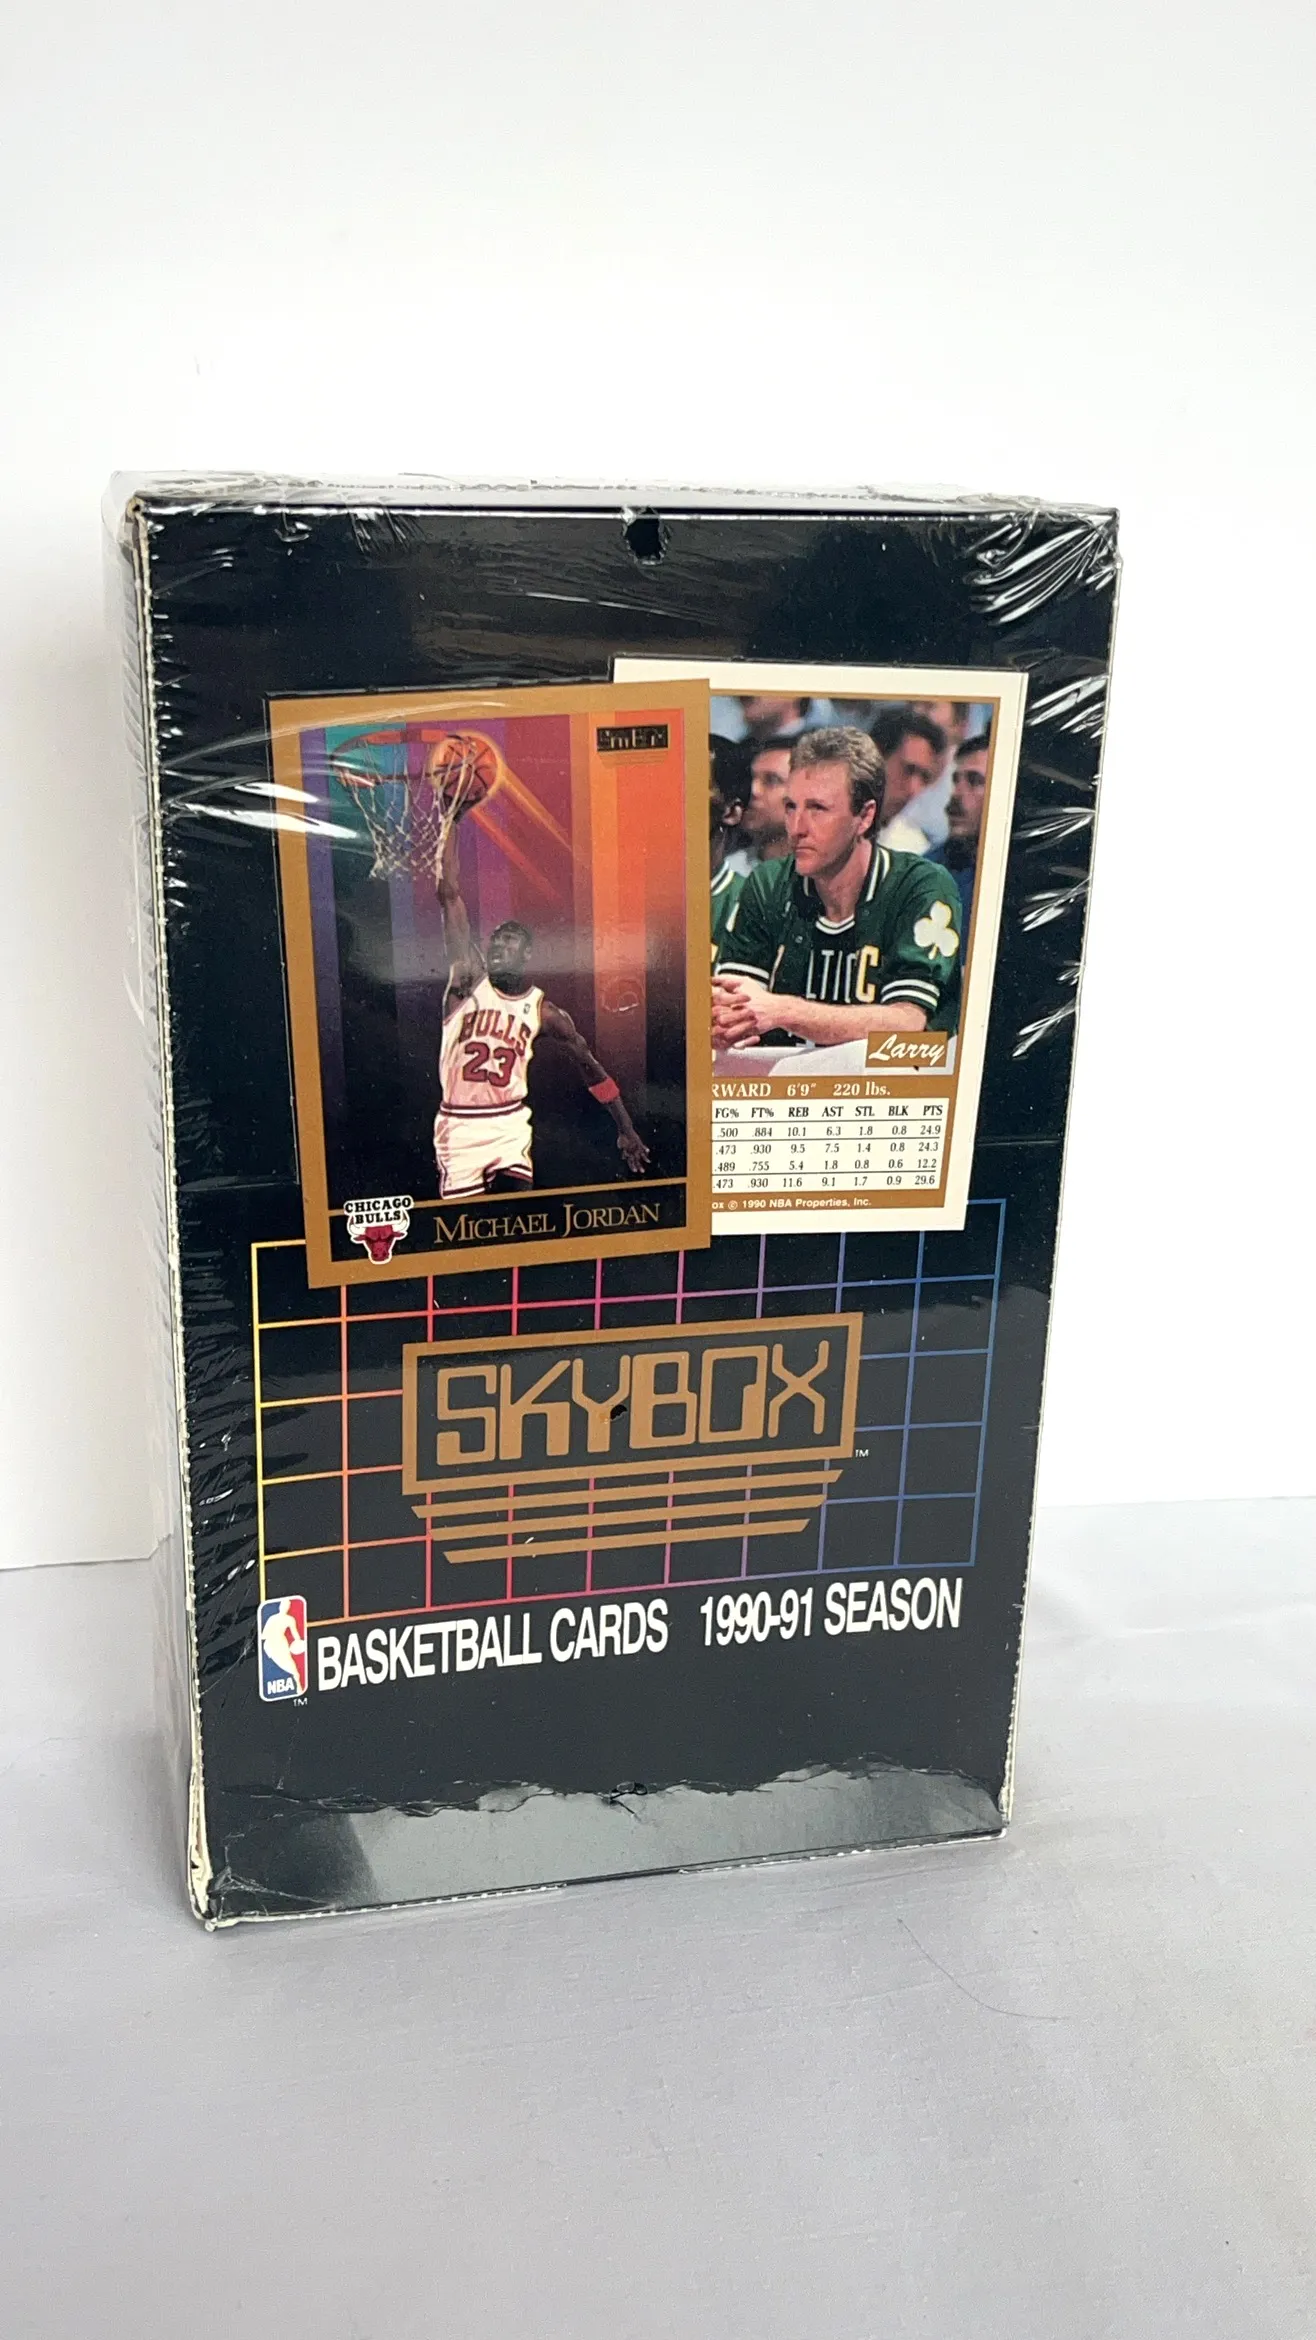 BULLS
23
CHICAGO
BULLS
MICHAEL JORDAN
LTIC C
Larry
RWARD 6'9" 220 lbs.
FG% FT% REB AST STL BLK PTS
.500 .884 10.1 6.3 1.8 0.8 24.9
.473 .930 9.5 7.5 1.4 0.8 24.3
.489 .755 5.4 1.8 0.8 0.6 12.2
.473 .930 11.6 9.1 1.7 0.9 29.6
ox © 1990 NBA Properties, Inc.
SKYBOX
TM
NBA
TM
BASKETBALL CARDS 1990-91 SEASON